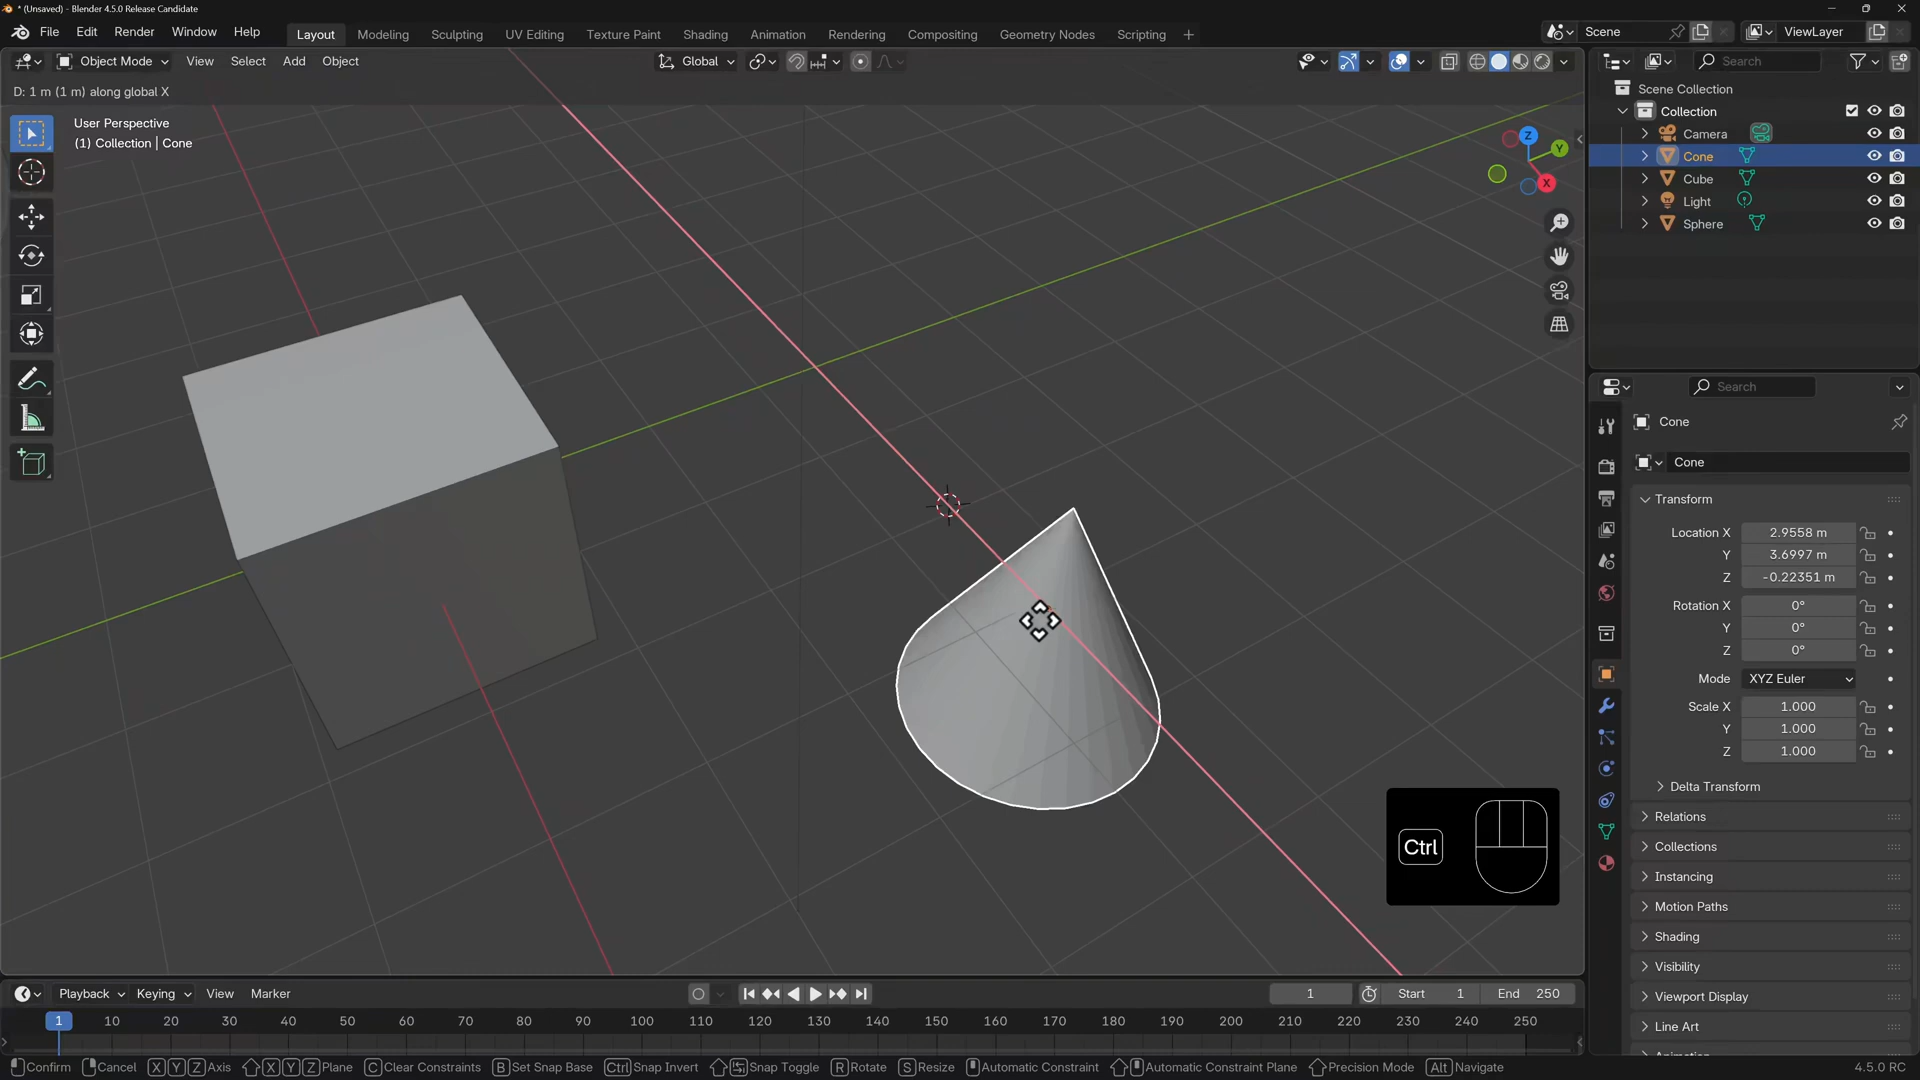 * (Unsaved) - Blender 4.5.0 Release Candidate
File Edit Render Window Help Layout Modeling Sculpting UV Editing Texture Paint Shading Animation Rendering Compositing Geometry Nodes Scripting + Scene ViewLayer
Object Mode View Select Add Object Global Search
D: 1 m (1 m) along global X
User Perspective
(1) Collection | Cone
Z
Y
X
Scene Collection
Collection
Camera
Cone
Cube
Light
Sphere
Search
Cone
Cone
Transform
Location X 2.9558 m
Y 3.6997 m
Z -0.22351 m
Rotation X 0°
Y 0°
Z 0°
Mode XYZ Euler
Scale X 1.000
Y 1.000
Z 1.000
Delta Transform
Relations
Collections
Instancing
Motion Paths
Shading
Visibility
Viewport Display
Line Art
Ctrl
Playback Keying View Marker 1 Start 1 End 250
1 10 20 30 40 50 60 70 80 90 100 110 120 130 140 150 160 170 180 190 200 210 220 230 240 250
Confirm Cancel X Y Z Axis X Y Z Plane C Clear Constraints B Set Snap Base Ctrl Snap Invert Snap Toggle R Rotate S Resize Automatic Constraint Automatic Constraint Plane Precision Mode Alt Navigate 4.5.0 RC